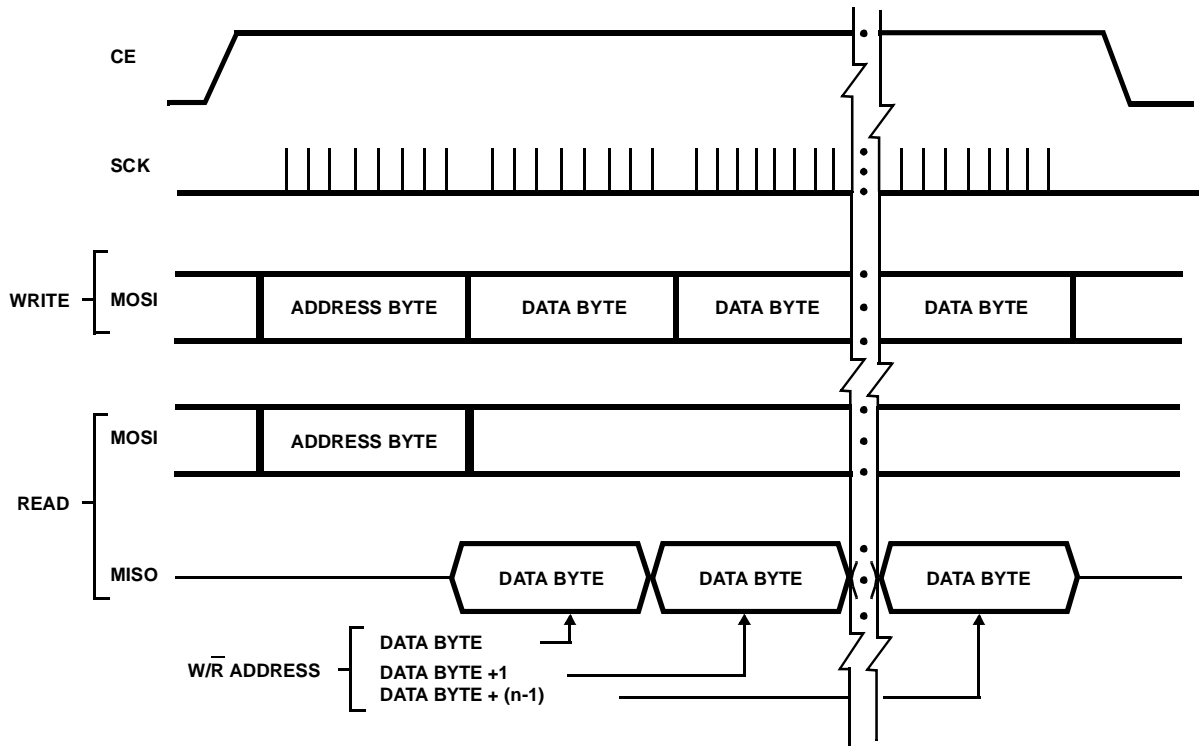 CE
SCK
WRITE
MOSI
ADDRESS BYTE
DATA BYTE
DATA BYTE
DATA BYTE
READ
MOSI
ADDRESS BYTE
MISO
DATA BYTE
DATA BYTE
DATA BYTE
W/R̅ ADDRESS
DATA BYTE
DATA BYTE +1
DATA BYTE + (n-1)